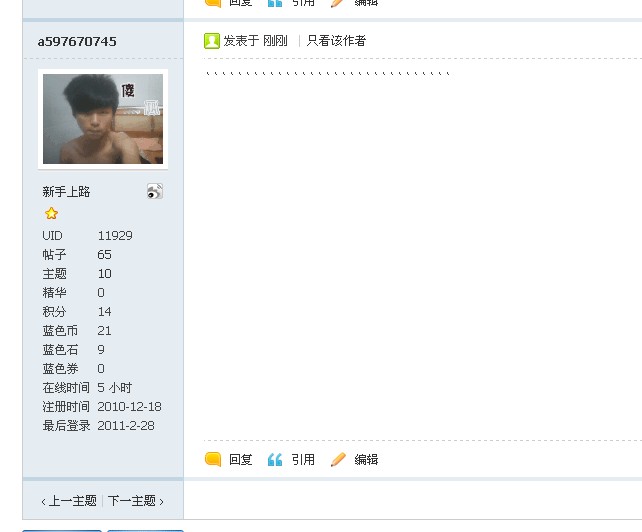 回复 引用 编辑
a597670745
发表于 刚刚 | 只看该作者
、、、、、、、、、、、、、、、、、、、、、、、、、、、、、、、
傻
新手上路
UID 11929
帖子 65
主题 10
精华 0
积分 14
蓝色币 21
蓝色石 9
蓝色券 0
在线时间 5 小时
注册时间 2010-12-18
最后登录 2011-2-28
回复 引用 编辑
‹ 上一主题 | 下一主题 ›